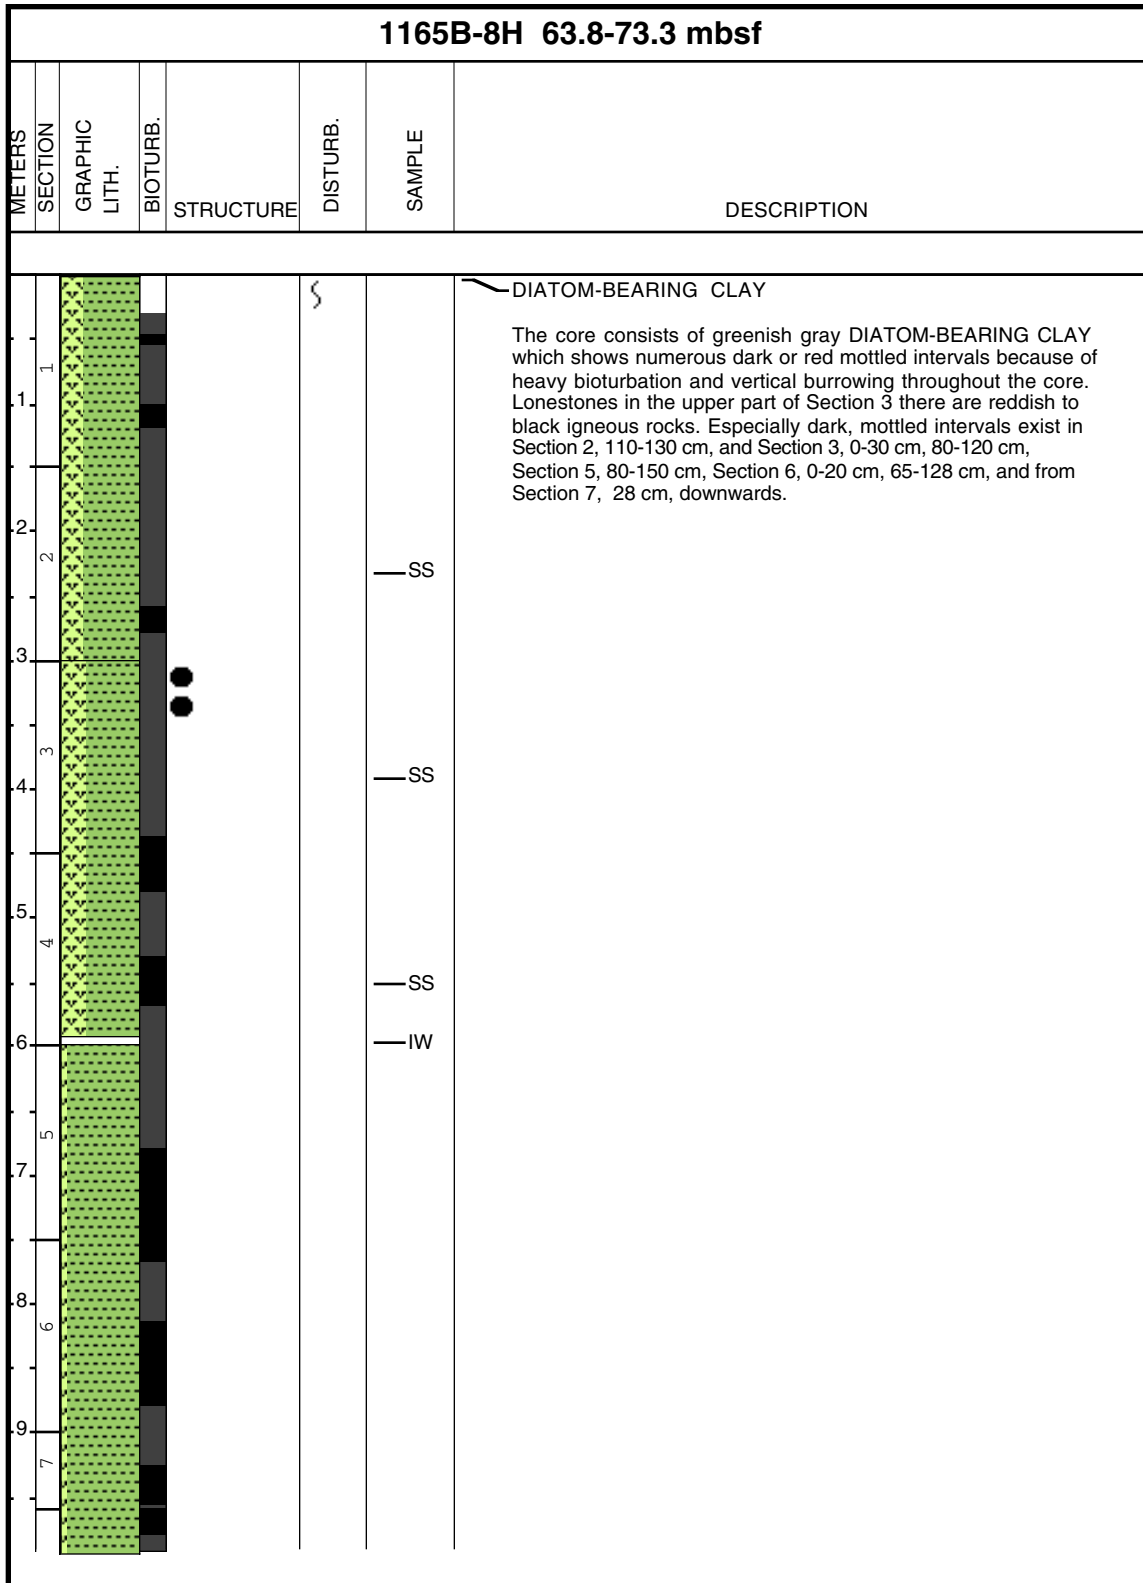 1165B-8H 63.8-73.3 mbsf
METERS
SECTION
GRAPHIC
LITH.
BIOTURB.
STRUCTURE
DISTURB.
SAMPLE
DESCRIPTION
DIATOM-BEARING CLAY
The core consists of greenish gray DIATOM-BEARING CLAY
which shows numerous dark or red mottled intervals because of
heavy bioturbation and vertical burrowing throughout the core.
Lonestones in the upper part of Section 3 there are reddish to
black igneous rocks. Especially dark, mottled intervals exist in
Section 2, 110-130 cm, and Section 3, 0-30 cm, 80-120 cm,
Section 5, 80-150 cm, Section 6, 0-20 cm, 65-128 cm, and from
Section 7, 28 cm, downwards.
1
1
2
2
SS
3
3
SS
4
5
4
SS
6
IW
5
7
8
6
9
7